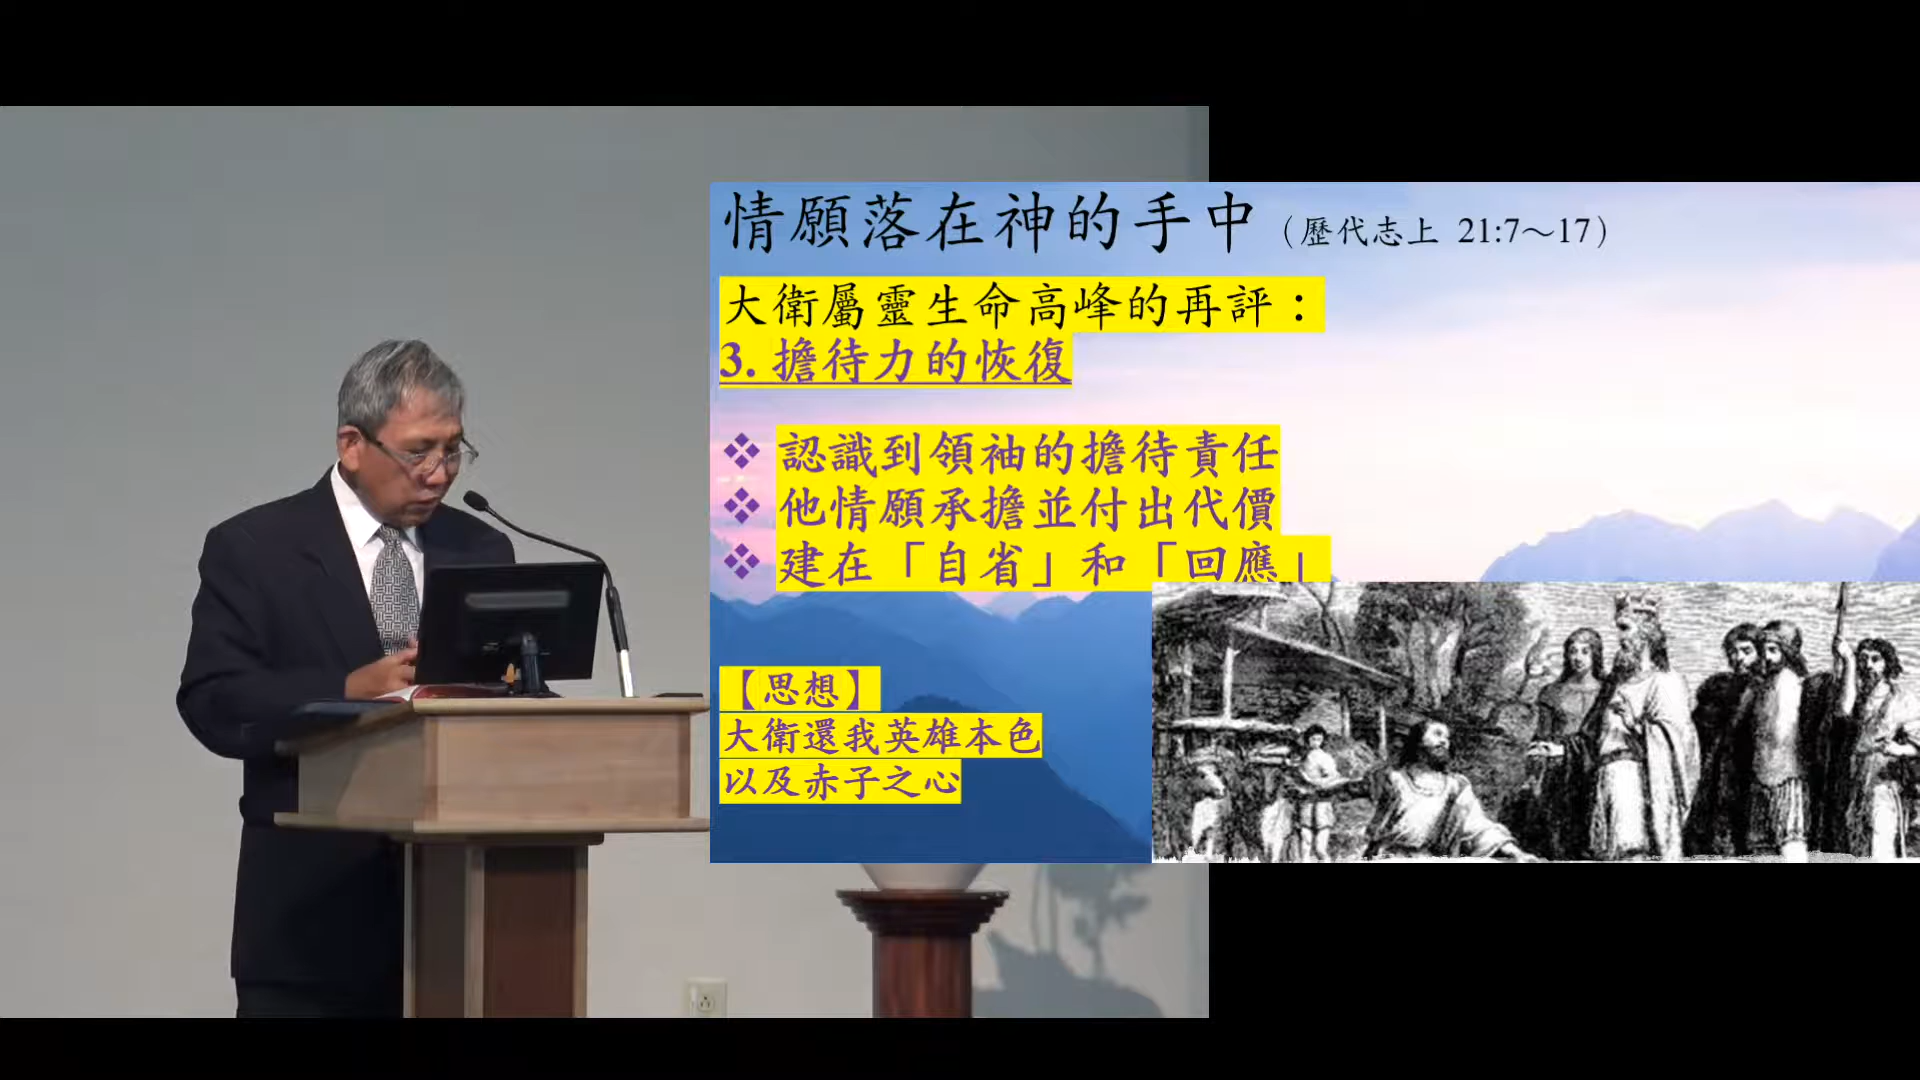 情願落在神的手中（歷代志上 21:7～17）
大衛屬靈生命高峰的再評：
3. 擔待力的恢復
❖ 認識到領袖的擔待責任
❖ 他情願承擔並付出代價
❖ 建在「自省」和「回應」
【思想】
大衛還我英雄本色
以及赤子之心